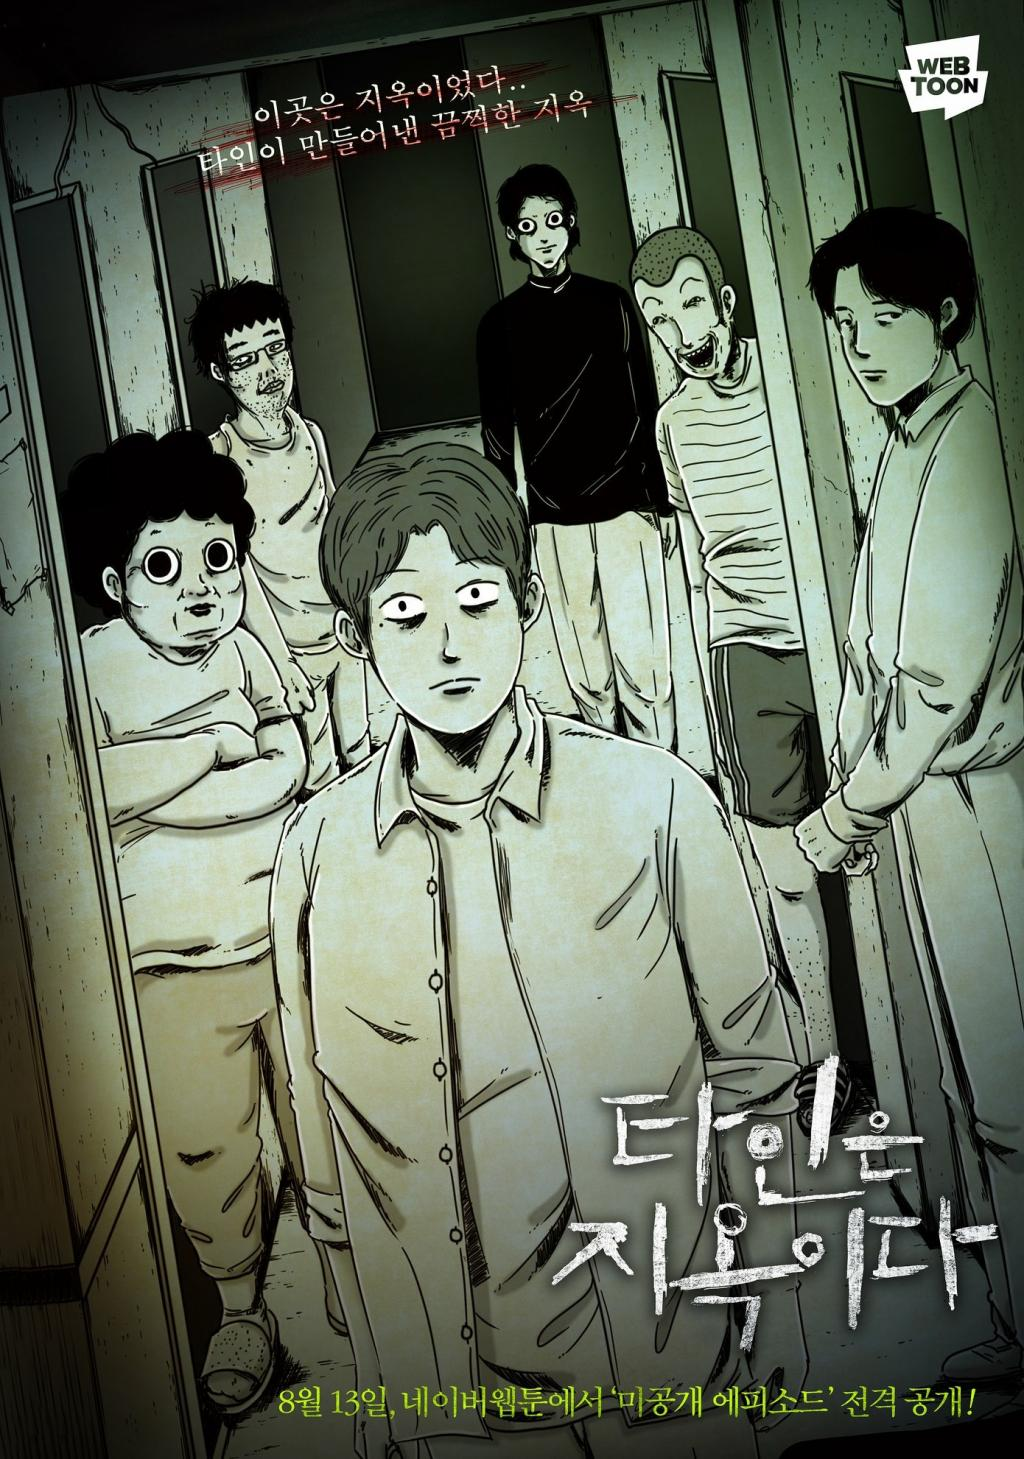 WEB
TOON
이곳은 지옥이었다..
타인이 만들어낸 끔찍한 지옥
타인은
지옥이다
8월 13일, 네이버웹툰에서 '미공개 에피소드' 전격 공개!